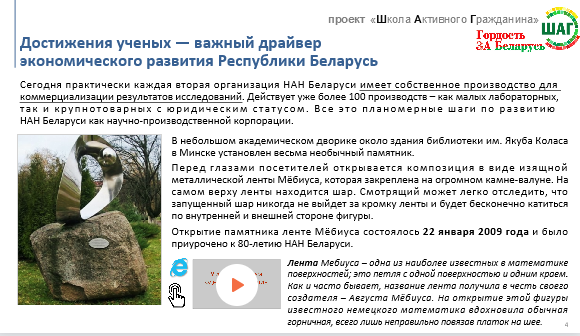 проект «Школа Активного Гражданина»
Гордость
ЗА Беларусь
ШАГ
Достижения ученых — важный драйвер
экономического развития Республики Беларусь
Сегодня практически каждая вторая организация НАН Беларуси имеет собственное производство для
коммерциализации результатов исследований. Действует уже более 100 производств – как малых лабораторных,
так и крупнотоварных с юридическим статусом. Все это планомерные шаги по развитию
НАН Беларуси как научно-производственной корпорации.
В небольшом академическом дворике около здания библиотеки им. Якуба Коласа
в Минске установлен весьма необычный памятник.
Перед глазами посетителей открывается композиция в виде изящной
металлической ленты Мёбиуса, которая закреплена на огромном камне-валуне. На
самом верху ленты находится шар. Смотрящий может легко отследить, что
запущенный шар никогда не выйдет за кромку ленты и будет бесконечно катиться
по внутренней и внешней стороне фигуры.
Открытие памятника ленте Мёбиуса состоялось 22 января 2009 года и было
приурочено к 80-летию НАН Беларуси.
Лента Мебиуса – одна из наиболее известных в математике
поверхностей; это петля с одной поверхностью и одним краем.
Как и часто бывает, название лента получила в честь своего
создателя – Августа Мёбиуса. На открытие этой фигуры
известного немецкого математика вдохновила обычная
горничная, всего лишь неправильно повязав платок на шее.
4